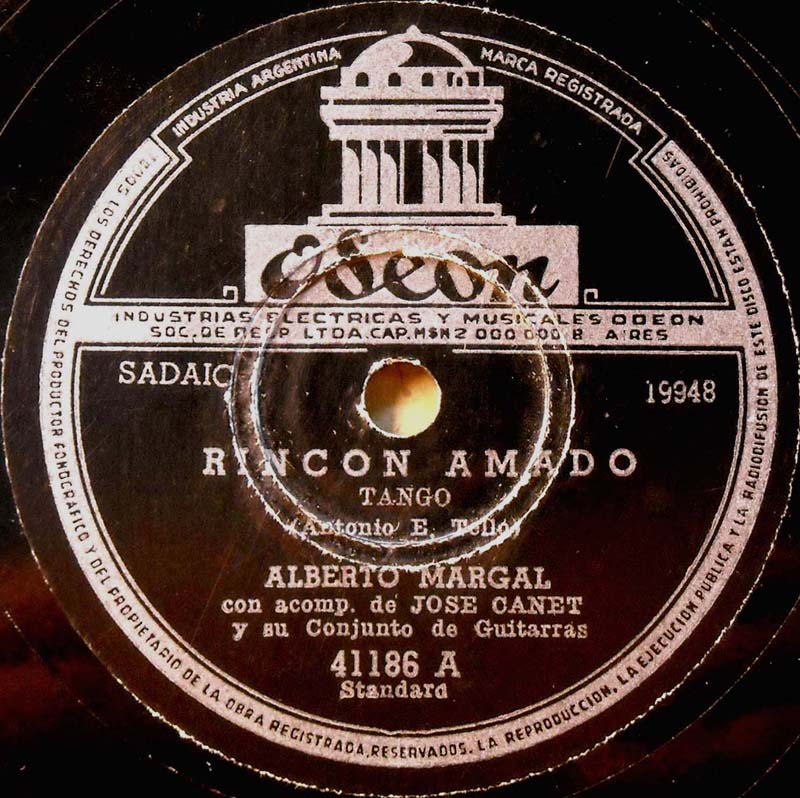 INDUSTRIA ARGENTINA
MARCA REGISTRADA
Odeon
INDUSTRIAS ELECTRICAS Y MUSICALES ODEON
SOC. DE RESP. LTDA. CAP. M$N 2 000 000 B. AIRES
SADAIC
19948
RINCON AMADO
TANGO
(Antonio E. Tello)
ALBERTO MARGAL
con acomp. de JOSE CANET
y su Conjunto de Guitarras
41186 A
Standard
TODOS LOS DERECHOS DEL PRODUCTOR FONOGRAFICO Y DEL PROPIETARIO DE LA OBRA REGISTRADA, RESERVADOS. LA REPRODUCCION, LA EJECUCION PUBLICA Y LA RADIODIFUSION DE ESTE DISCO ESTAN PROHIBIDAS